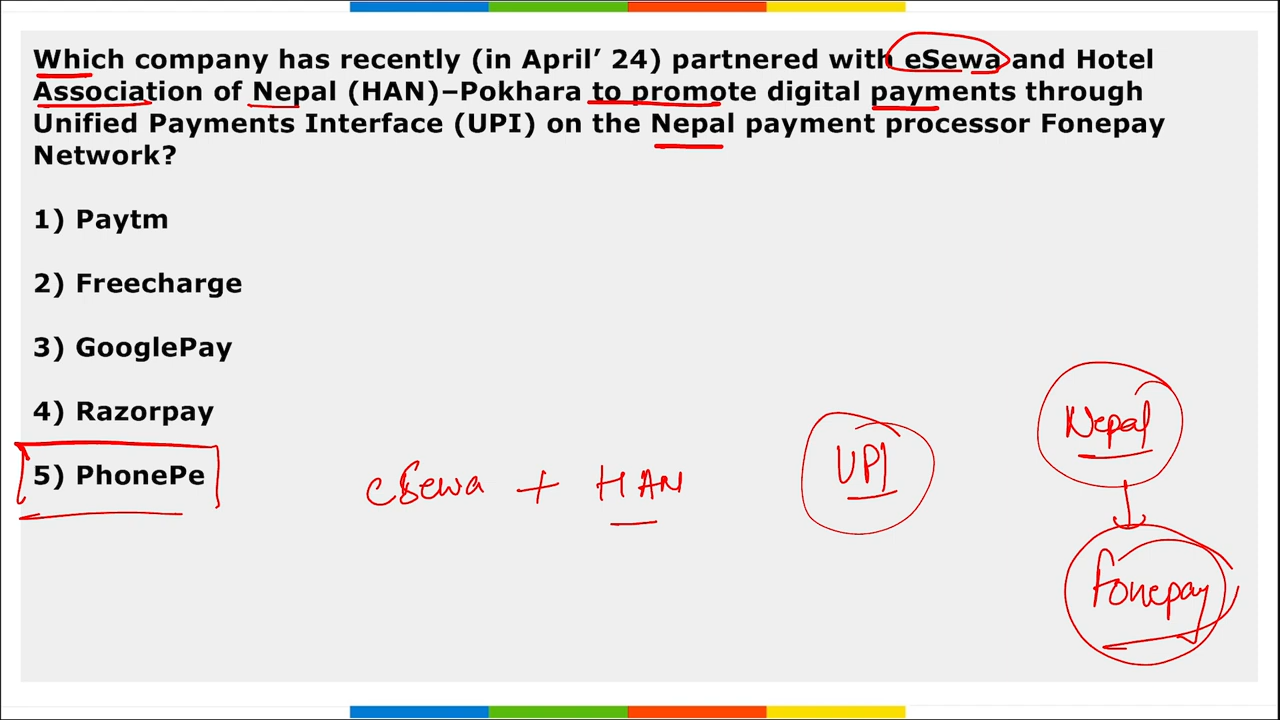 Which company has recently (in April’ 24) partnered with eSewa and Hotel
Association of Nepal (HAN)–Pokhara to promote digital payments through
Unified Payments Interface (UPI) on the Nepal payment processor Fonepay
Network?
1) Paytm
2) Freecharge
3) GooglePay
4) Razorpay
5) PhonePe
eSewa + HAN
UPI
Nepal
fonepay